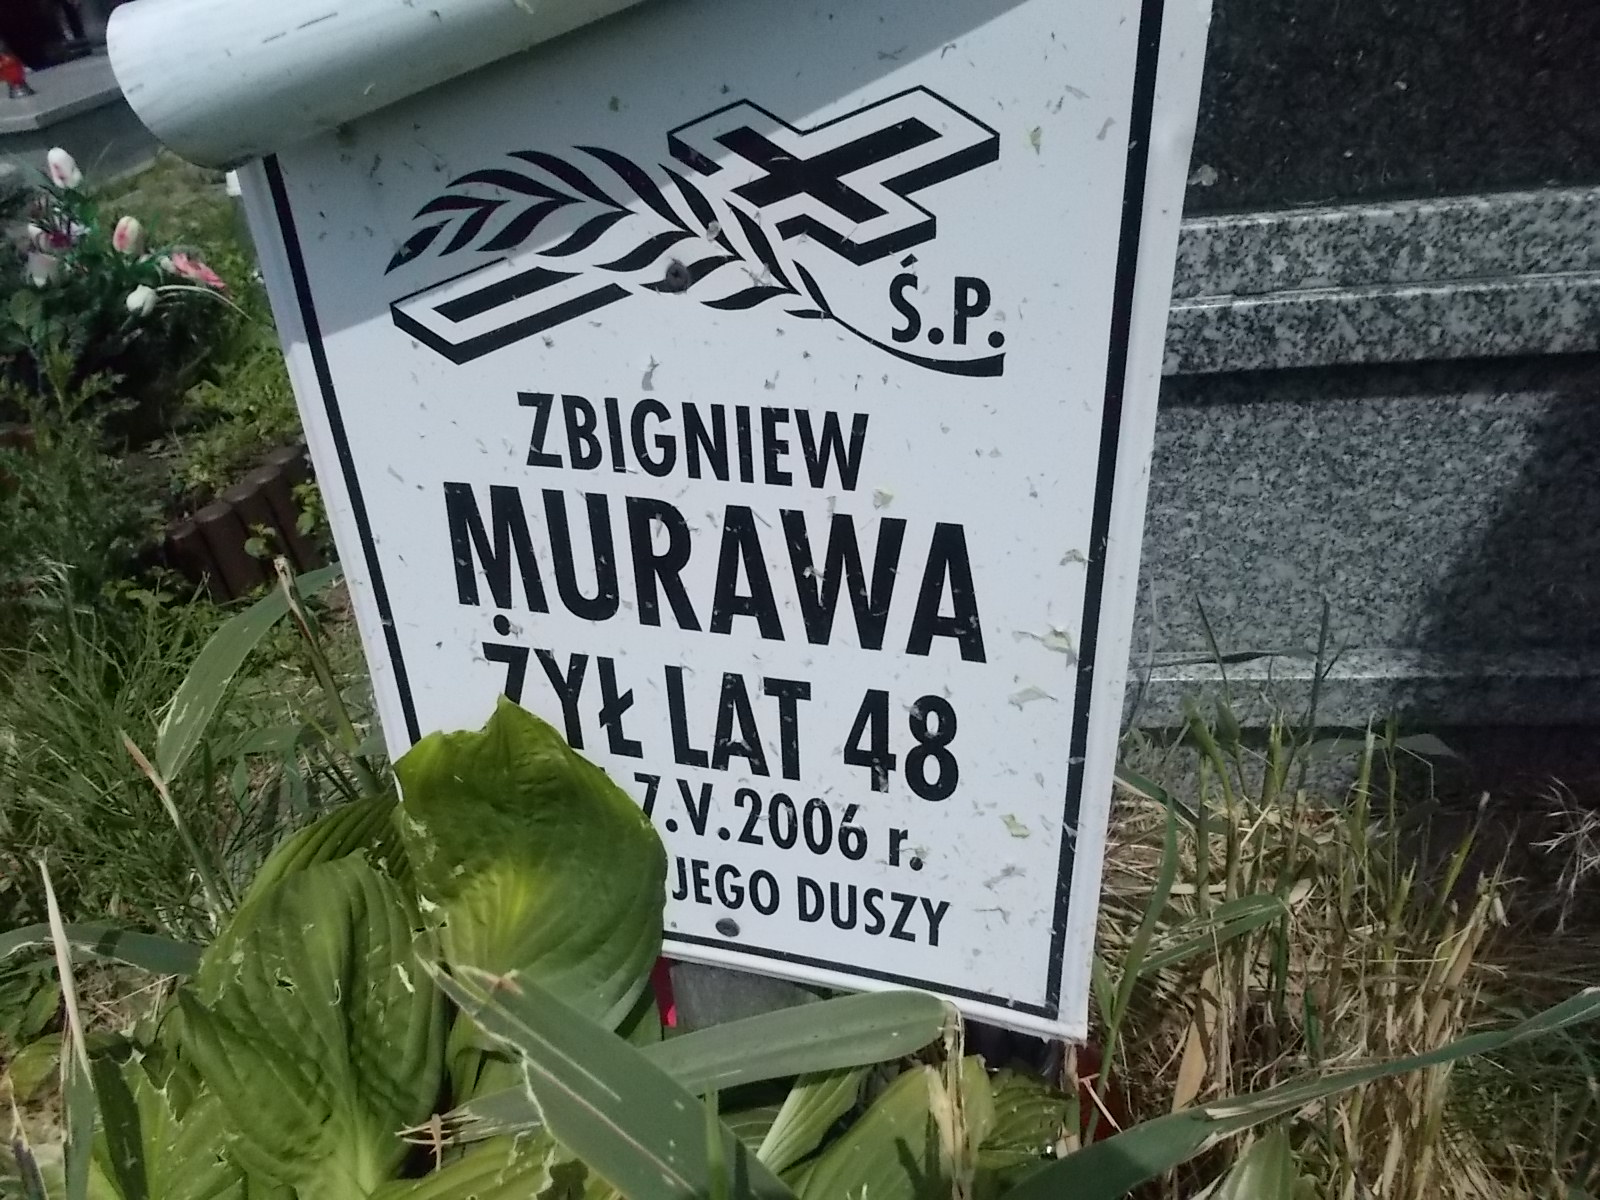 Ś.P.
ZBIGNIEW
MURAWA
ŻYŁ LAT 48
7.V.2006 r.
JEGO DUSZY